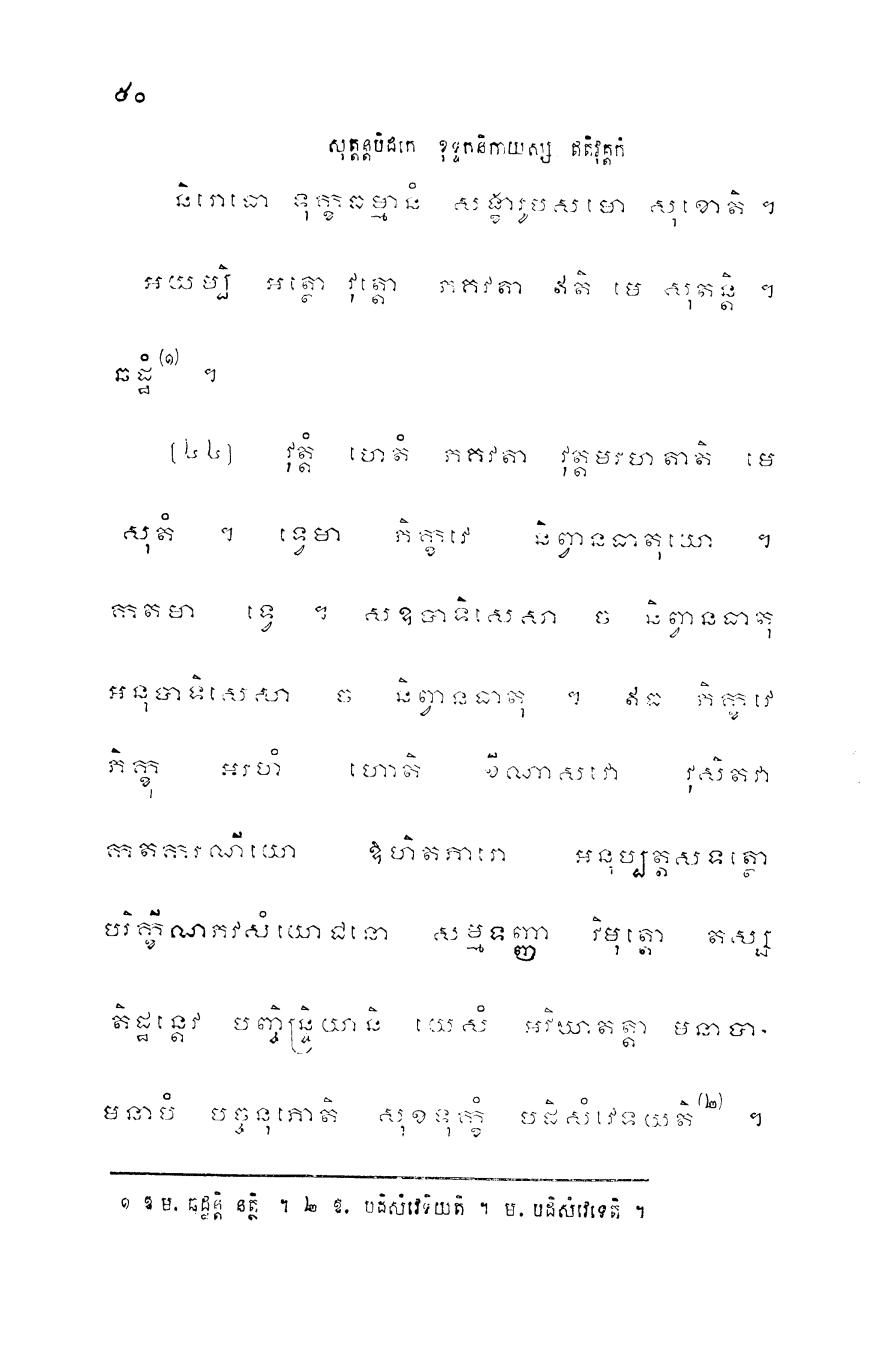 ៥០
សុត្តន្តបិដកេ ខុទ្ទកនិកាយស្ស ឥតិវុត្តកំ
និរោធោ ទុក្ខធម្មានំ សង្ខារូបសមោ សុខោតិ ។
អយម្បិ អត្ថោ វុត្តោ ភគវតា ឥតិ មេ សុតន្តិ ។
ឆដ្ឋំ (១) ។
[៤៤] វុត្តំ ហេតំ ភគវតា វុត្តមរហតាតិ មេ
សុតំ ។ ទ្វេមា ភិក្ខវេ និព្វានធាតុយោ ។
កតមា ទ្វេ ។ សឧបាទិសេសា ច និព្វានធាតុ
អនុបាទិសេសា ច និព្វានធាតុ ។ ឥធ ភិក្ខវេ
ភិក្ខុ អរហំ ហោតិ ខីណាសវោ វុសិតវា
កតករណីយោ ឱហិតភារោ អនុប្បត្តសទត្ថោ
បរិក្ខីណភវសំយោជនោ សម្មទញ្ញា វិមុត្តោ តស្ស
តិដ្ឋន្តេវ បញ្ចិន្ទ្រិយានិ យេសំ អវិឃាតត្តា មនាបា-
មនាបំ បច្ចនុភោតិ សុខទុក្ខំ បដិសំវេទយតិ (២) ។
១ ឱ ម. ឆដ្ឋន្តិ នត្ថិ ។ ២ ឱ. បដិសំវេទិយតិ ។ ម. បដិសំវេទេតិ ។